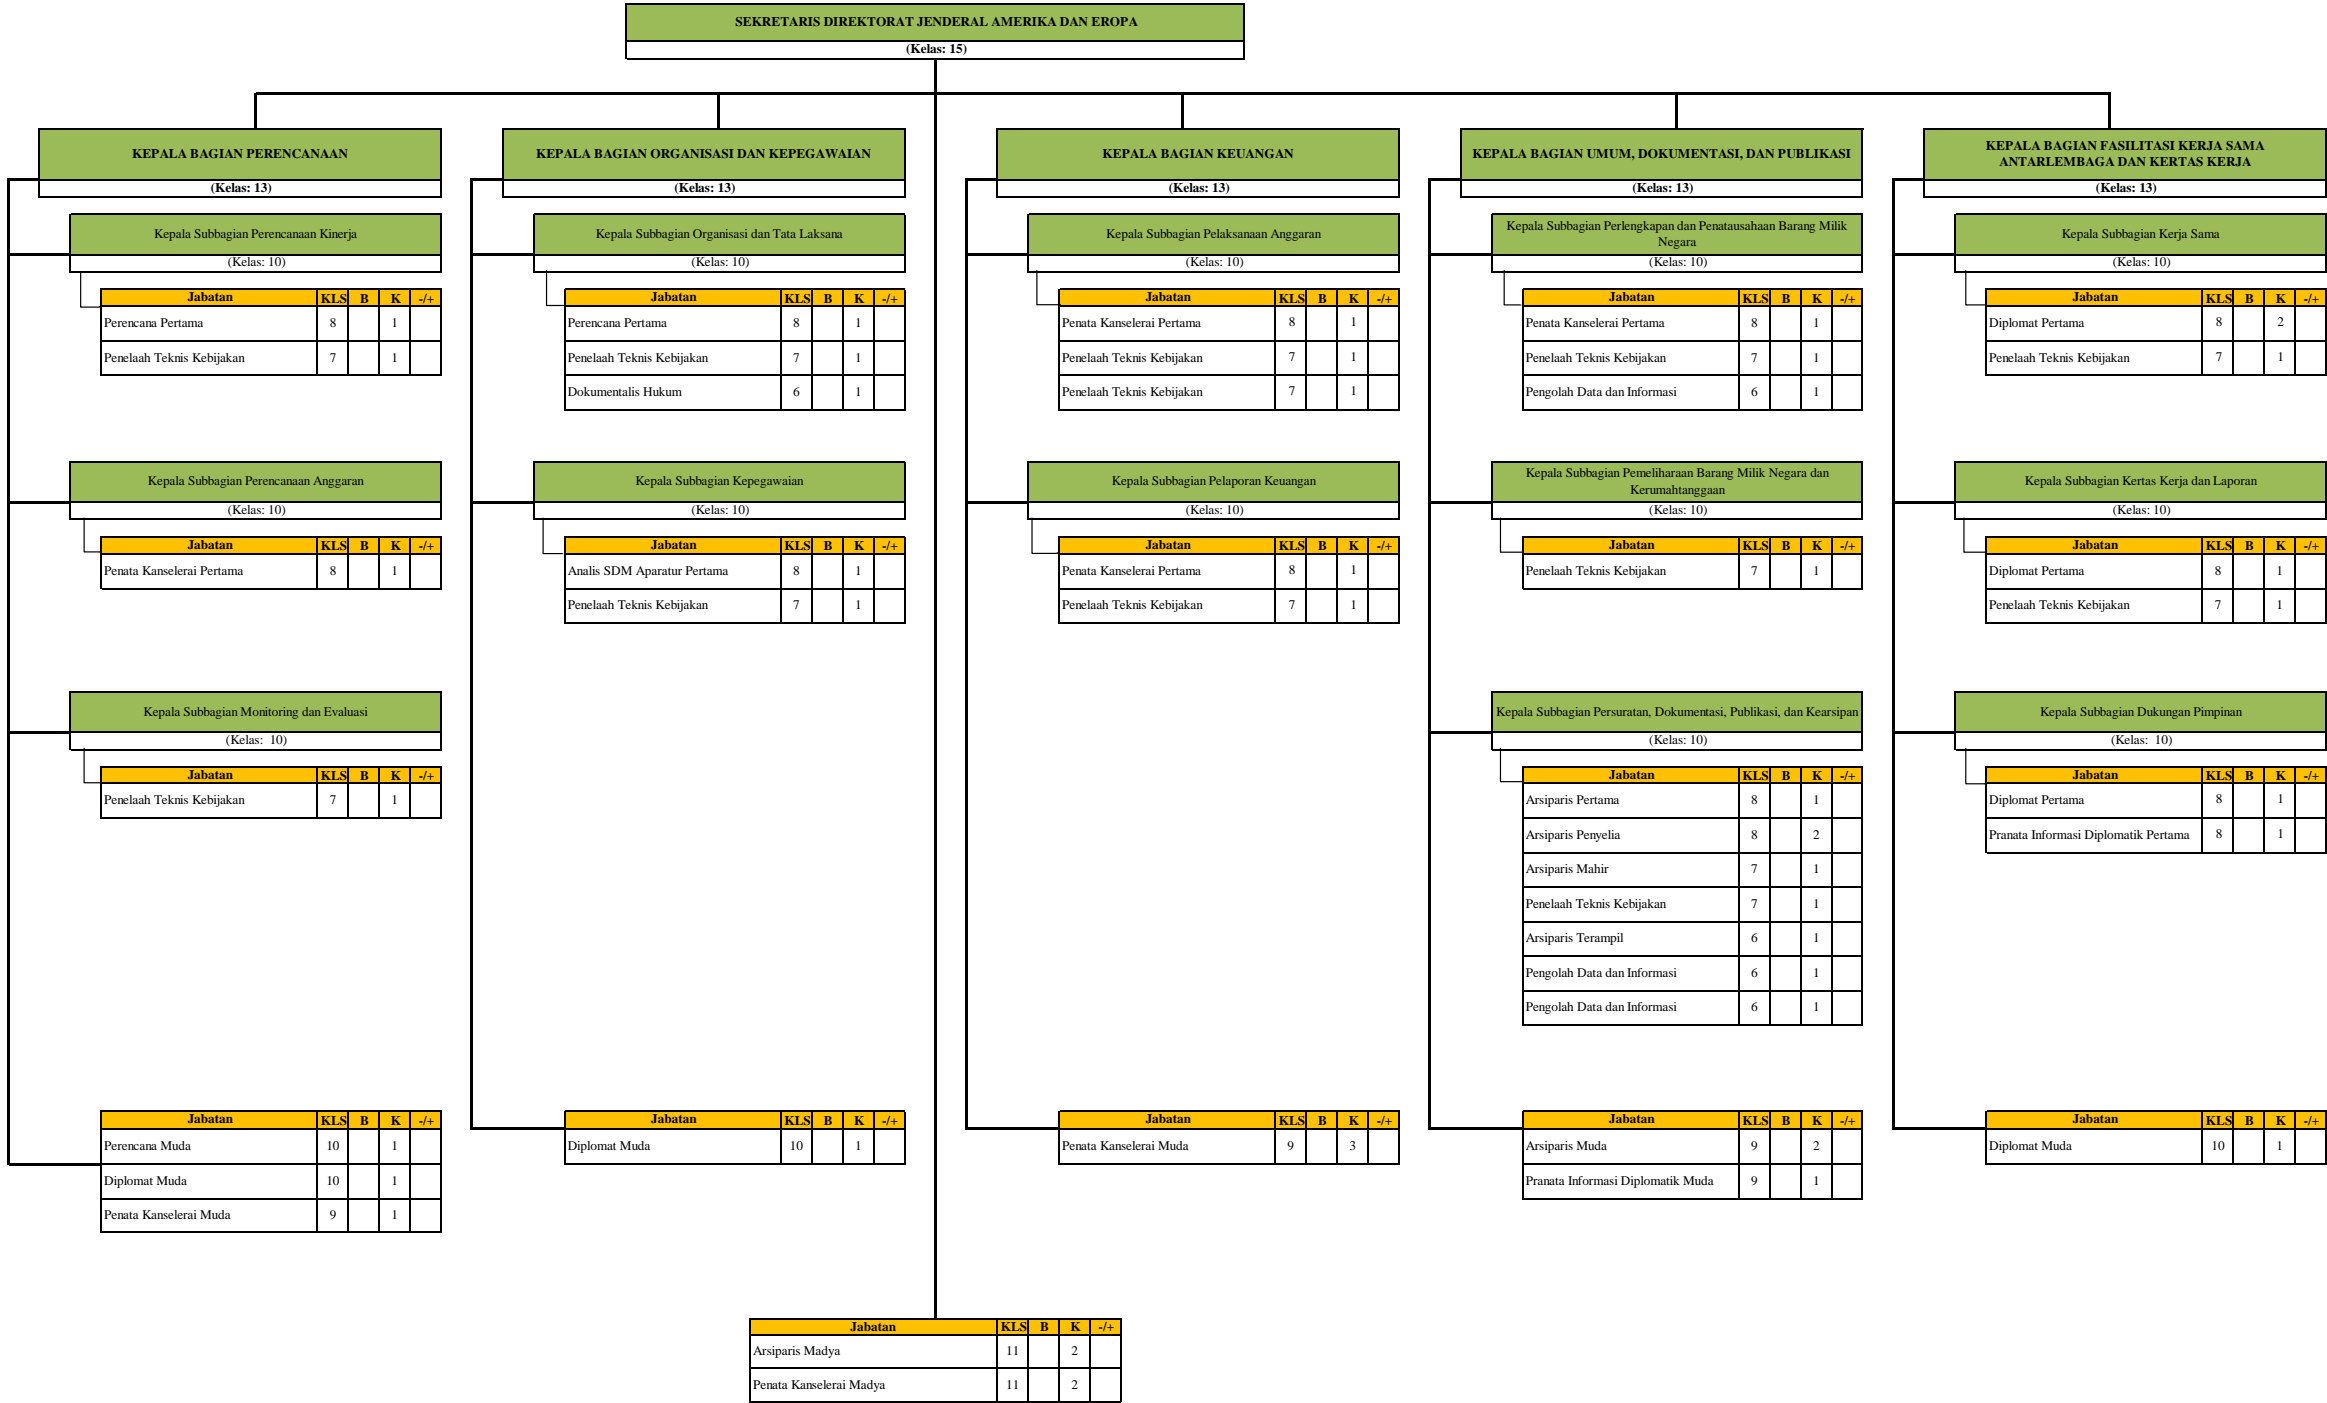 SEKRETARIS DIREKTORAT JENDERAL AMERIKA DAN EROPA
(Kelas: 15)
KEPALA BAGIAN PERENCANAAN
(Kelas: 13)
Kepala Subbagian Perencanaan Kinerja
(Kelas: 10)
Jabatan KLS B K -/+
Perencana Pertama 8 1
Penelaah Teknis Kebijakan 7 1
Kepala Subbagian Perencanaan Anggaran
(Kelas: 10)
Jabatan KLS B K -/+
Penata Kanselerai Pertama 8 1
Kepala Subbagian Monitoring dan Evaluasi
(Kelas: 10)
Jabatan KLS B K -/+
Penelaah Teknis Kebijakan 7 1
Jabatan KLS B K -/+
Perencana Muda 10 1
Diplomat Muda 10 1
Penata Kanselerai Muda 9 1
KEPALA BAGIAN ORGANISASI DAN KEPEGAWAIAN
(Kelas: 13)
Kepala Subbagian Organisasi dan Tata Laksana
(Kelas: 10)
Jabatan KLS B K -/+
Perencana Pertama 8 1
Penelaah Teknis Kebijakan 7 1
Dokumentalis Hukum 6 1
Kepala Subbagian Kepegawaian
(Kelas: 10)
Jabatan KLS B K -/+
Analis SDM Aparatur Pertama 8 1
Penelaah Teknis Kebijakan 7 1
Jabatan KLS B K -/+
Diplomat Muda 10 1
KEPALA BAGIAN KEUANGAN
(Kelas: 13)
Kepala Subbagian Pelaksanaan Anggaran
(Kelas: 10)
Jabatan KLS B K -/+
Penata Kanselerai Pertama 8 1
Penelaah Teknis Kebijakan 7 1
Penelaah Teknis Kebijakan 7 1
Kepala Subbagian Pelaporan Keuangan
(Kelas: 10)
Jabatan KLS B K -/+
Penata Kanselerai Pertama 8 1
Penelaah Teknis Kebijakan 7 1
Jabatan KLS B K -/+
Penata Kanselerai Muda 9 3
KEPALA BAGIAN UMUM, DOKUMENTASI, DAN PUBLIKASI
(Kelas: 13)
Kepala Subbagian Perlengkapan dan Penatausahaan Barang Milik
Negara
(Kelas: 10)
Jabatan KLS B K -/+
Penata Kanselerai Pertama 8 1
Penelaah Teknis Kebijakan 7 1
Pengolah Data dan Informasi 6 1
Kepala Subbagian Pemeliharaan Barang Milik Negara dan
Kerumahtanggaan
(Kelas: 10)
Jabatan KLS B K -/+
Penelaah Teknis Kebijakan 7 1
Kepala Subbagian Persuratan, Dokumentasi, Publikasi, dan Kearsipan
(Kelas: 10)
Jabatan KLS B K -/+
Arsiparis Pertama 8 1
Arsiparis Penyelia 8 2
Arsiparis Mahir 7 1
Penelaah Teknis Kebijakan 7 1
Arsiparis Terampil 6 1
Pengolah Data dan Informasi 6 1
Pengolah Data dan Informasi 6 1
Jabatan KLS B K -/+
Arsiparis Muda 9 2
Pranata Informasi Diplomatik Muda 9 1
KEPALA BAGIAN FASILITASI KERJA SAMA
ANTARLEMBAGA DAN KERTAS KERJA
(Kelas: 13)
Kepala Subbagian Kerja Sama
(Kelas: 10)
Jabatan KLS B K -/+
Diplomat Pertama 8 2
Penelaah Teknis Kebijakan 7 1
Kepala Subbagian Kertas Kerja dan Laporan
(Kelas: 10)
Jabatan KLS B K -/+
Diplomat Pertama 8 1
Penelaah Teknis Kebijakan 7 1
Kepala Subbagian Dukungan Pimpinan
(Kelas: 10)
Jabatan KLS B K -/+
Diplomat Pertama 8 1
Pranata Informasi Diplomatik Pertama 8 1
Jabatan KLS B K -/+
Diplomat Muda 10 1
Jabatan KLS B K -/+
Arsiparis Madya 11 2
Penata Kanselerai Madya 11 2